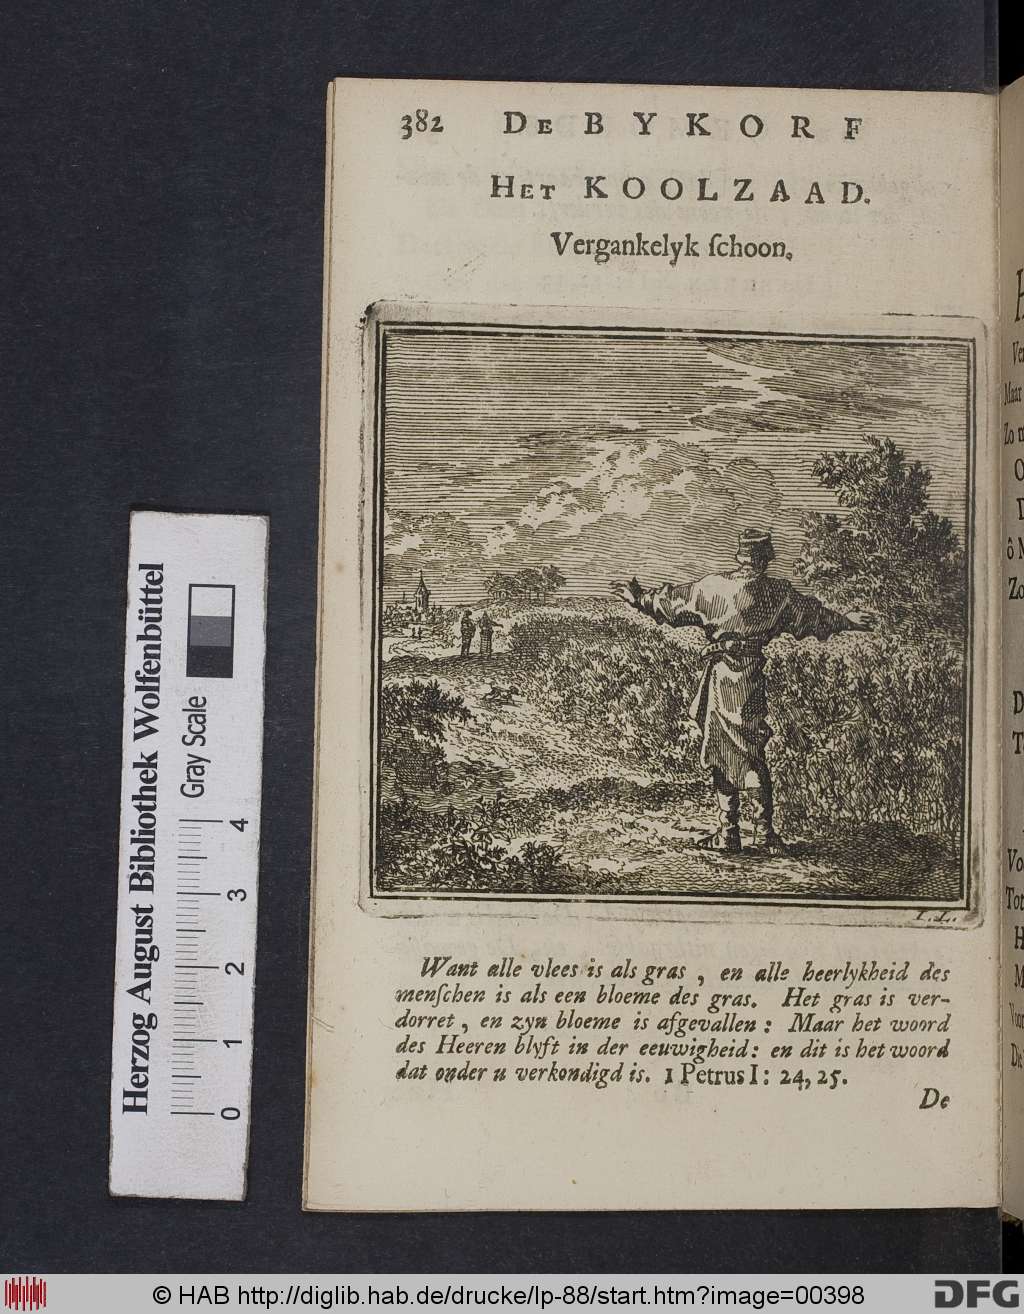 382 DE BYKORF
HET KOOLZAAD.
Vergankelyk ſchoon.
I. L.
Want alle vlees is als gras, en alle heerlykheid des
menſchen is als een bloeme des gras. Het gras is ver-
dorret, en zyn bloeme is afgevallen: Maar het woord
des Heeren blyft in der eeuwigheid: en dit is het woord
dat onder u verkondigd is. 1 Petrus I: 24, 25.
De
Herzog August Bibliothek Wolfenbüttel
Gray Scale
0 1 2 3 4
© HAB http://diglib.hab.de/drucke/lp-88/start.htm?image=00398
DFG